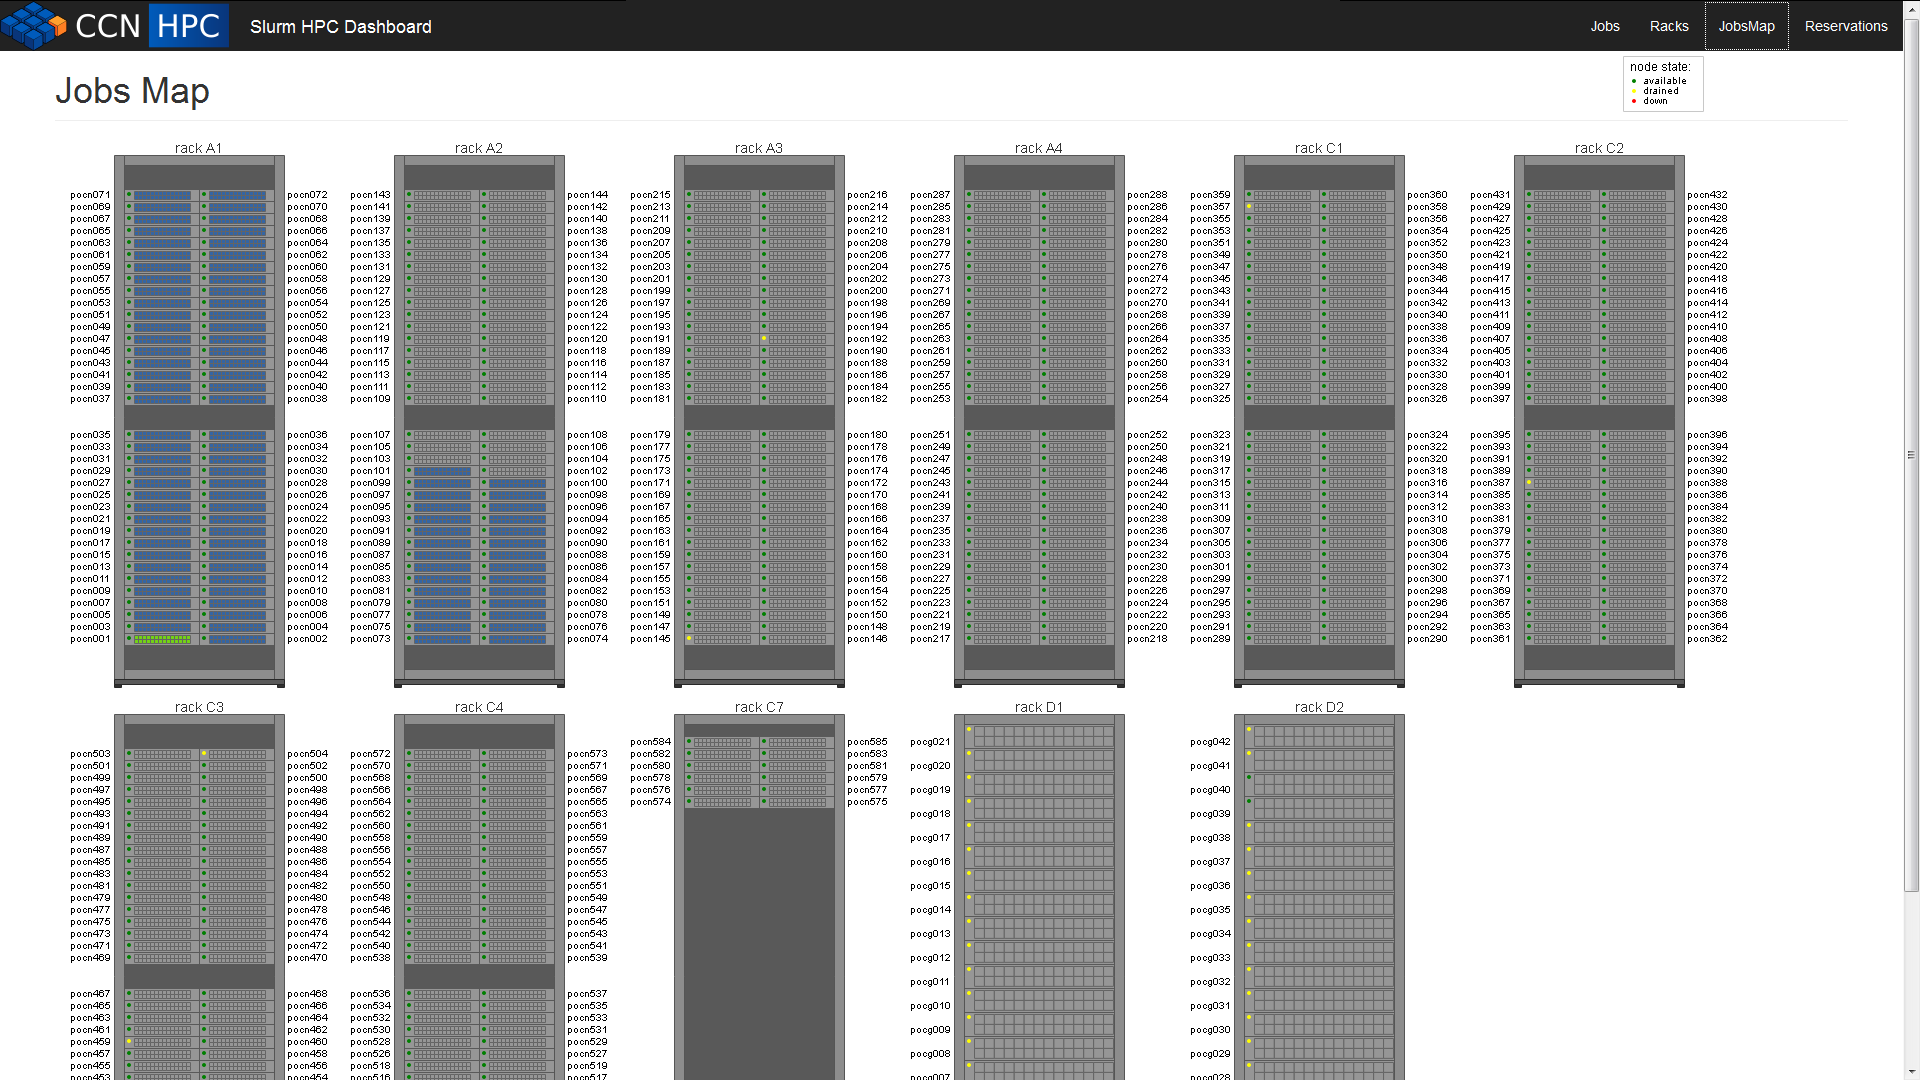 CCN HPC Slurm HPC Dashboard Jobs Racks JobsMap Reservations
Jobs Map
node state:
available
drained
down
rack A1 rack A2 rack A3 rack A4 rack C1 rack C2
pocn071 pocn072 pocn143 pocn144 pocn215 pocn216 pocn287 pocn288 pocn359 pocn360 pocn431 pocn432
pocn069 pocn070 pocn141 pocn142 pocn213 pocn214 pocn285 pocn286 pocn357 pocn358 pocn429 pocn430
pocn067 pocn068 pocn139 pocn140 pocn211 pocn212 pocn283 pocn284 pocn355 pocn356 pocn427 pocn428
pocn065 pocn066 pocn137 pocn138 pocn209 pocn210 pocn281 pocn282 pocn353 pocn354 pocn425 pocn426
pocn063 pocn064 pocn135 pocn136 pocn207 pocn208 pocn279 pocn280 pocn351 pocn352 pocn423 pocn424
pocn061 pocn062 pocn133 pocn134 pocn205 pocn206 pocn277 pocn278 pocn349 pocn350 pocn421 pocn422
pocn059 pocn060 pocn131 pocn132 pocn203 pocn204 pocn275 pocn276 pocn347 pocn348 pocn419 pocn420
pocn057 pocn058 pocn129 pocn130 pocn201 pocn202 pocn273 pocn274 pocn345 pocn346 pocn417 pocn418
pocn055 pocn056 pocn127 pocn128 pocn199 pocn200 pocn271 pocn272 pocn343 pocn344 pocn415 pocn416
pocn053 pocn054 pocn125 pocn126 pocn197 pocn198 pocn269 pocn270 pocn341 pocn342 pocn413 pocn414
pocn051 pocn052 pocn123 pocn124 pocn195 pocn196 pocn267 pocn268 pocn339 pocn340 pocn411 pocn412
pocn049 pocn050 pocn121 pocn122 pocn193 pocn194 pocn265 pocn266 pocn337 pocn338 pocn409 pocn410
pocn047 pocn048 pocn119 pocn120 pocn191 pocn192 pocn263 pocn264 pocn335 pocn336 pocn407 pocn408
pocn045 pocn046 pocn117 pocn118 pocn189 pocn190 pocn261 pocn262 pocn333 pocn334 pocn405 pocn406
pocn043 pocn044 pocn115 pocn116 pocn187 pocn188 pocn259 pocn260 pocn331 pocn332 pocn403 pocn404
pocn041 pocn042 pocn113 pocn114 pocn185 pocn186 pocn257 pocn258 pocn329 pocn330 pocn401 pocn402
pocn039 pocn040 pocn111 pocn112 pocn183 pocn184 pocn255 pocn256 pocn327 pocn328 pocn399 pocn400
pocn037 pocn038 pocn109 pocn110 pocn181 pocn182 pocn253 pocn254 pocn325 pocn326 pocn397 pocn398
pocn035 pocn036 pocn107 pocn108 pocn179 pocn180 pocn251 pocn252 pocn323 pocn324 pocn395 pocn396
pocn033 pocn034 pocn105 pocn106 pocn177 pocn178 pocn249 pocn250 pocn321 pocn322 pocn393 pocn394
pocn031 pocn032 pocn103 pocn104 pocn175 pocn176 pocn247 pocn248 pocn319 pocn320 pocn391 pocn392
pocn029 pocn030 pocn101 pocn102 pocn173 pocn174 pocn245 pocn246 pocn317 pocn318 pocn389 pocn390
pocn027 pocn028 pocn099 pocn100 pocn171 pocn172 pocn243 pocn244 pocn315 pocn316 pocn387 pocn388
pocn025 pocn026 pocn097 pocn098 pocn169 pocn170 pocn241 pocn242 pocn313 pocn314 pocn385 pocn386
pocn023 pocn024 pocn095 pocn096 pocn167 pocn168 pocn239 pocn240 pocn311 pocn312 pocn383 pocn384
pocn021 pocn022 pocn093 pocn094 pocn165 pocn166 pocn237 pocn238 pocn309 pocn310 pocn381 pocn382
pocn019 pocn020 pocn091 pocn092 pocn163 pocn164 pocn235 pocn236 pocn307 pocn308 pocn379 pocn380
pocn017 pocn018 pocn089 pocn090 pocn161 pocn162 pocn233 pocn234 pocn305 pocn306 pocn377 pocn378
pocn015 pocn016 pocn087 pocn088 pocn159 pocn160 pocn231 pocn232 pocn303 pocn304 pocn375 pocn376
pocn013 pocn014 pocn085 pocn086 pocn157 pocn158 pocn229 pocn230 pocn301 pocn302 pocn373 pocn374
pocn011 pocn012 pocn083 pocn084 pocn155 pocn156 pocn227 pocn228 pocn299 pocn300 pocn371 pocn372
pocn009 pocn010 pocn081 pocn082 pocn153 pocn154 pocn225 pocn226 pocn297 pocn298 pocn369 pocn370
pocn007 pocn008 pocn079 pocn080 pocn151 pocn152 pocn223 pocn224 pocn295 pocn296 pocn367 pocn368
pocn005 pocn006 pocn077 pocn078 pocn149 pocn150 pocn221 pocn222 pocn293 pocn294 pocn365 pocn366
pocn003 pocn004 pocn075 pocn076 pocn147 pocn148 pocn219 pocn220 pocn291 pocn292 pocn363 pocn364
pocn001 pocn002 pocn073 pocn074 pocn145 pocn146 pocn217 pocn218 pocn289 pocn290 pocn361 pocn362
rack C3 rack C4 rack C7 rack D1 rack D2
pocn584 pocn585 pocg021 pocg042
pocn503 pocn504 pocn572 pocn573 pocn582 pocn583
pocn501 pocn502 pocn570 pocn571 pocn580 pocn581 pocg020 pocg041
pocn499 pocn500 pocn568 pocn569 pocn578 pocn579
pocn497 pocn498 pocn566 pocn567 pocn576 pocn577 pocg019 pocg040
pocn495 pocn496 pocn564 pocn565 pocn574 pocn575
pocn493 pocn494 pocn562 pocn563 pocg018 pocg039
pocn491 pocn492 pocn560 pocn561
pocn489 pocn490 pocn558 pocn559 pocg017 pocg038
pocn487 pocn488 pocn556 pocn557
pocn485 pocn486 pocn554 pocn555 pocg016 pocg037
pocn483 pocn484 pocn552 pocn553
pocn481 pocn482 pocn550 pocn551 pocg015 pocg036
pocn479 pocn480 pocn548 pocn549
pocn477 pocn478 pocn546 pocn547 pocg014 pocg035
pocn475 pocn476 pocn544 pocn545
pocn473 pocn474 pocn542 pocn543 pocg013 pocg034
pocn471 pocn472 pocn540 pocn541
pocn469 pocn470 pocn538 pocn539 pocg012 pocg033
pocg011 pocg032
pocn467 pocn468 pocn536 pocn537
pocn465 pocn466 pocn534 pocn535 pocg010 pocg031
pocn463 pocn464 pocn532 pocn533
pocn461 pocn462 pocn530 pocn531 pocg009 pocg030
pocn459 pocn460 pocn528 pocn529
pocn457 pocn458 pocn526 pocn527 pocg008 pocg029
pocn455 pocn456 pocn518 pocn519
pocn453 pocn454 pocn516 pocn517 pocg007 pocg028